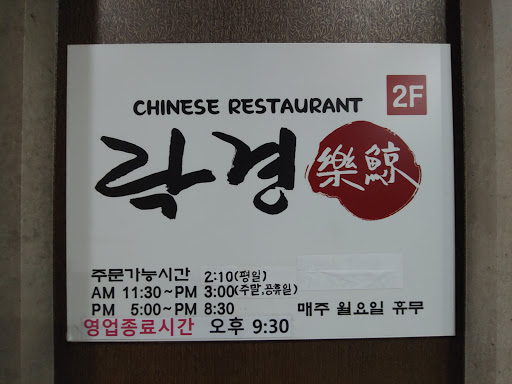 2F
CHINESE RESTAURANT
락경 樂鯨
주문가능시간 2:10(평일)
AM 11:30~PM 3:00(주말,공휴일)
PM 5:00~PM 8:30 매주 월요일 휴무
영업종료시간 오후 9:30